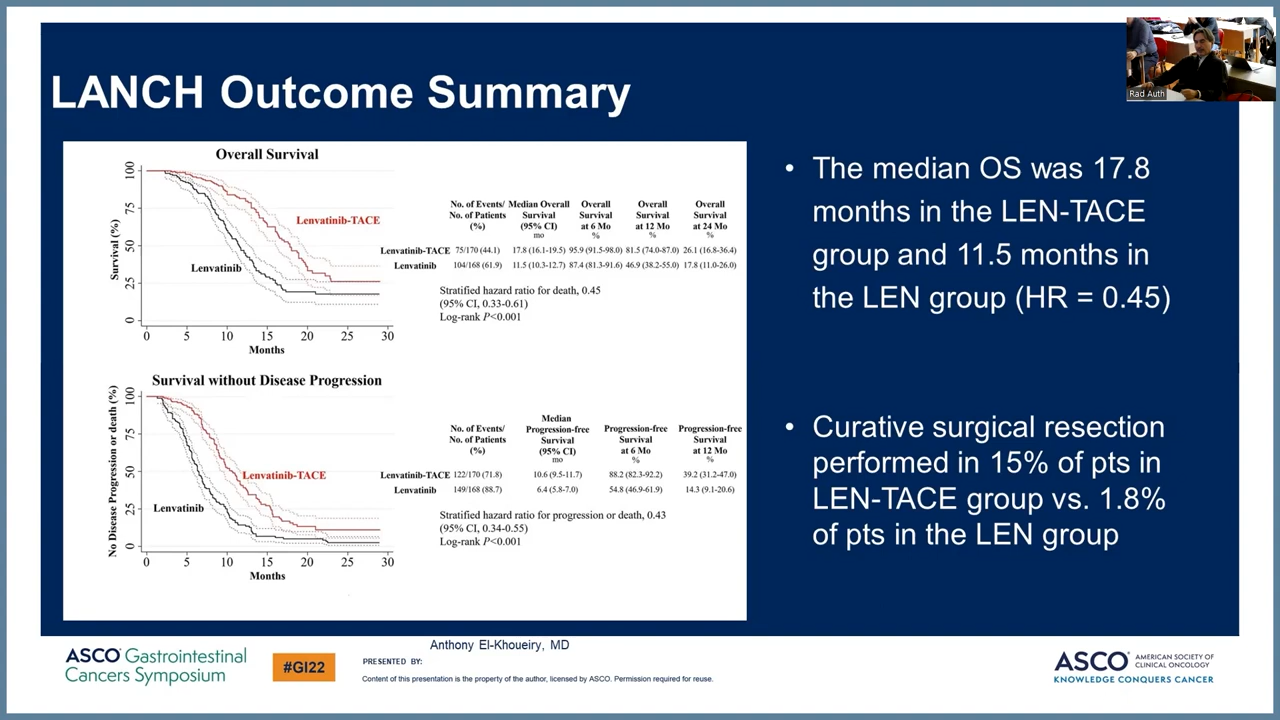 LANCH Outcome Summary
Rad Auth
Overall Survival
Survival (%)
100
75
50
25
0
Lenvatinib-TACE
Lenvatinib
0 5 10 15 20 25 30
Months
No. of Events/ Median Overall Overall Overall Overall
No. of Patients Survival Survival Survival Survival
(%) (95% CI) at 6 Mo at 12 Mo at 24 Mo
mo % % %
Lenvatinib-TACE 75/170 (44.1) 17.8 (16.1-19.5) 95.9 (91.5-98.0) 81.5 (74.0-87.0) 26.1 (16.8-36.4)
Lenvatinib 104/168 (61.9) 11.5 (10.3-12.7) 87.4 (81.3-91.6) 46.9 (38.2-55.0) 17.8 (11.0-26.0)
Stratified hazard ratio for death, 0.45
(95% CI, 0.33-0.61)
Log-rank P<0.001
Survival without Disease Progression
No Disease Progression or death (%)
100
75
50
25
0
Lenvatinib-TACE
Lenvatinib
0 5 10 15 20 25 30
Months
Median
No. of Events/ Progression-free Progression-free Progression-free
No. of Patients Survival Survival Survival
(%) (95% CI) at 6 Mo at 12 Mo
mo % %
Lenvatinib-TACE 122/170 (71.8) 10.6 (9.5-11.7) 88.2 (82.3-92.2) 39.2 (31.2-47.0)
Lenvatinib 149/168 (88.7) 6.4 (5.8-7.0) 54.8 (46.9-61.9) 14.3 (9.1-20.6)
Stratified hazard ratio for progression or death, 0.43
(95% CI, 0.34-0.55)
Log-rank P<0.001
• The median OS was 17.8
months in the LEN-TACE
group and 11.5 months in
the LEN group (HR = 0.45)
• Curative surgical resection
performed in 15% of pts in
LEN-TACE group vs. 1.8%
of pts in the LEN group
ASCO Gastrointestinal
Cancers Symposium
#GI22
Anthony El-Khoueiry, MD
PRESENTED BY:
Content of this presentation is the property of the author, licensed by ASCO. Permission required for reuse.
ASCO AMERICAN SOCIETY OF
CLINICAL ONCOLOGY
KNOWLEDGE CONQUERS CANCER